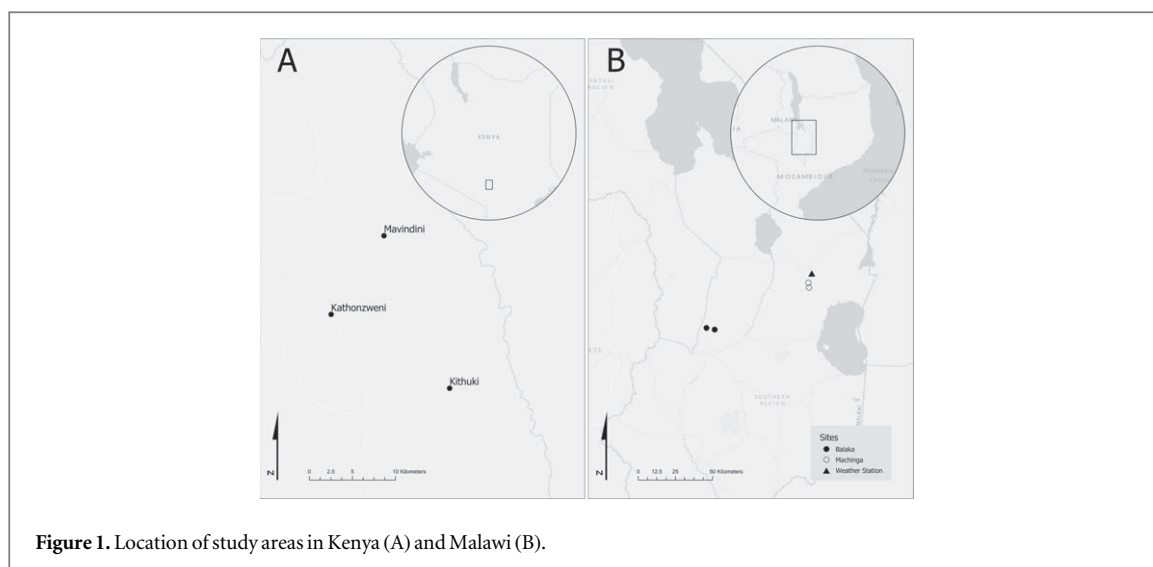 A
KENYA
Mavindini
Kathonzweni
Kithuki
N
0 2.5 5 10 Kilometers
B
REGION
MALAWI
MOZAMBIQUE
SOUTHERN
REGION
N
0 12.5 25 50 Kilometers
Sites
Balaka
Machinga
Weather Station
Figure 1. Location of study areas in Kenya (A) and Malawi (B).